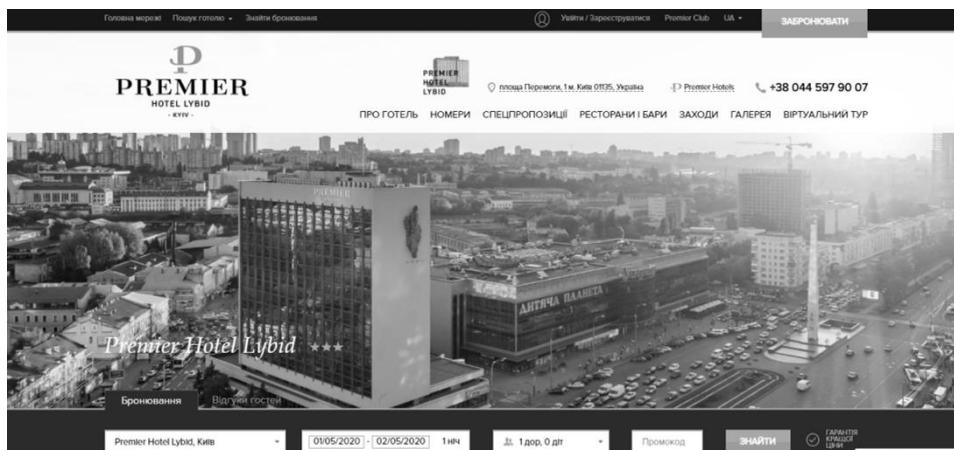 Головна мережі Пошук готелю Знайти бронювання Увійти / Зареєструватися Premier Club UA ЗАБРОНЮВАТИ
PREMIER
HOTEL LYBID
- KYIV -
PREMIER
HOTEL
LYBID
площа Перемоги, 1 м. Київ 01135, Україна Premier Hotels +38 044 597 90 07
ПРО ГОТЕЛЬ НОМЕРИ СПЕЦПРОПОЗИЦІЇ РЕСТОРАНИ І БАРИ ЗАХОДИ ГАЛЕРЕЯ ВІРТУАЛЬНИЙ ТУР
PREMIER
ДИТЯЧА ПЛАНЕТА
Premier Hotel Lybid ★★★
Бронювання Відгуки гостей
Premier Hotel Lybid, Київ 01/05/2020 - 02/05/2020 1 ніч 1 дор, 0 діт Промокод ЗНАЙТИ
ГАРАНТІЯ
КРАЩОЇ
ЦІНИ